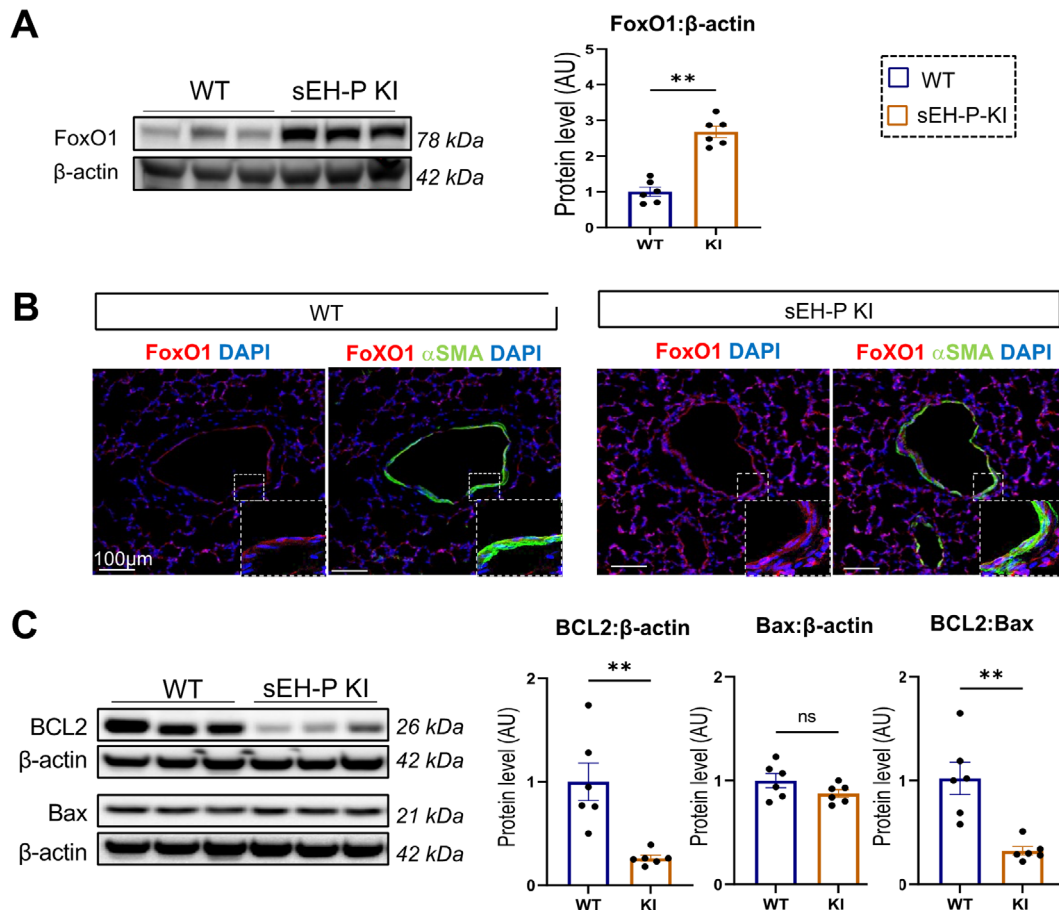 A
WT sEH-P KI
FoxO1 78 kDa
β-actin 42 kDa
FoxO1:β-actin
Protein level (AU)
5
4
3
2
1
0
**
WT KI
WT
sEH-P-KI
B
WT
sEH-P KI
FoxO1 DAPI
FoXO1 αSMA DAPI
FoxO1 DAPI
FoXO1 αSMA DAPI
100µm
C
WT sEH-P KI
BCL2 26 kDa
β-actin 42 kDa
Bax 21 kDa
β-actin 42 kDa
BCL2:β-actin
Protein level (AU)
2
1
0
**
WT KI
Bax:β-actin
Protein level (AU)
2
1
0
ns
WT KI
BCL2:Bax
Protein level (AU)
2
1
0
**
WT KI